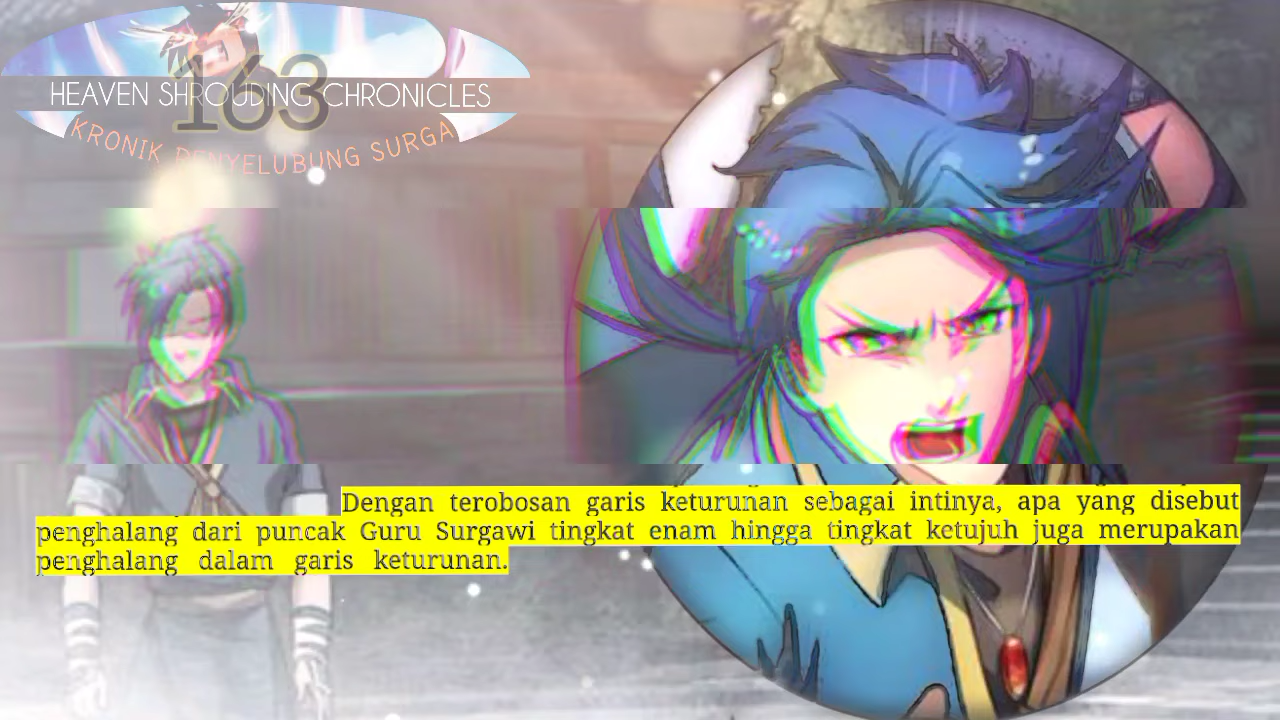 163
HEAVEN SHROUDING CHRONICLES
KRONIK PENYELUBUNG SURGA
Dengan terobosan garis keturunan sebagai intinya, apa yang disebut
penghalang dari puncak Guru Surgawi tingkat enam hingga tingkat ketujuh juga merupakan
penghalang dalam garis keturunan.